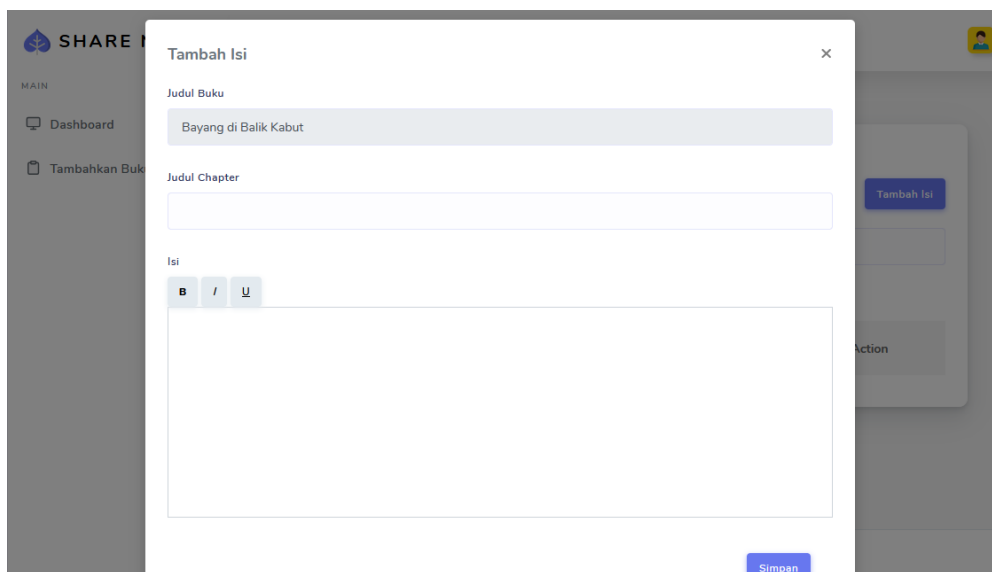 SHARE
Tambah Isi
×
MAIN
Judul Buku
Dashboard
Bayang di Balik Kabut
Tambahkan Buk
Judul Chapter
Tambah Isi
Isi
B I U
Action
Simpan